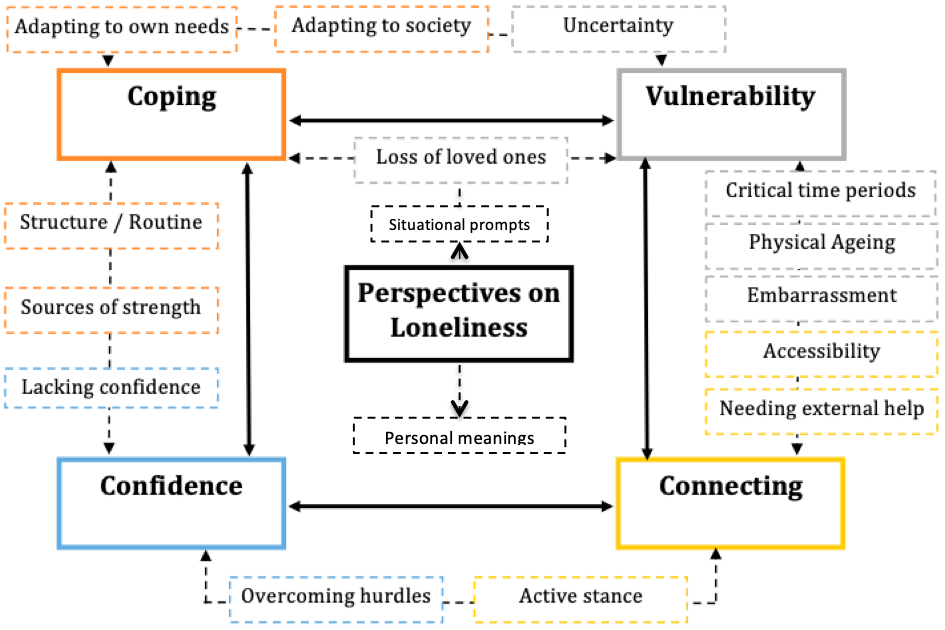 Adapting to own needs
Adapting to society
Uncertainty
Coping
Vulnerability
Loss of loved ones
Critical time periods
Structure / Routine
Situational prompts
Physical Ageing
Perspectives on
Loneliness
Embarrassment
Sources of strength
Accessibility
Lacking confidence
Needing external help
Personal meanings
Confidence
Connecting
Overcoming hurdles
Active stance